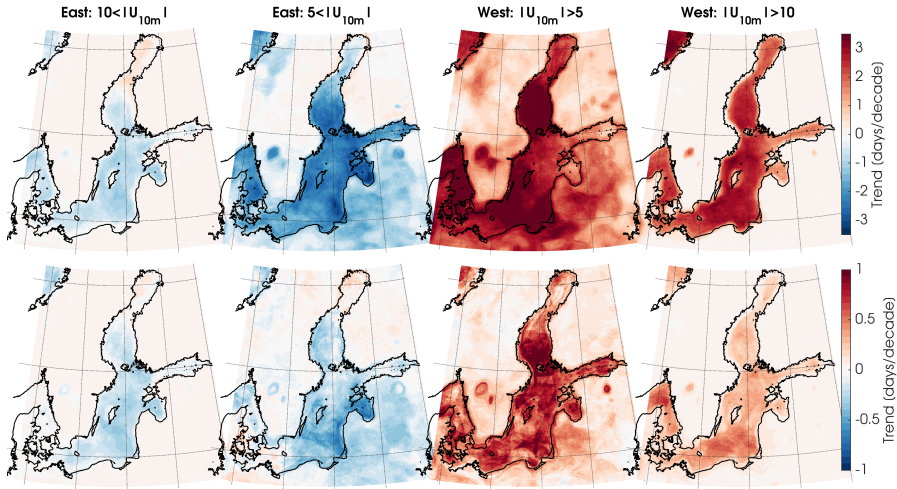 East: 10<|U10m|
East: 5<|U10m|
West: |U10m|>5
West: |U10m|>10
3
2
1
0
-1
-2
-3
Trend (days/decade)
1
0.5
0
-0.5
-1
Trend (days/decade)